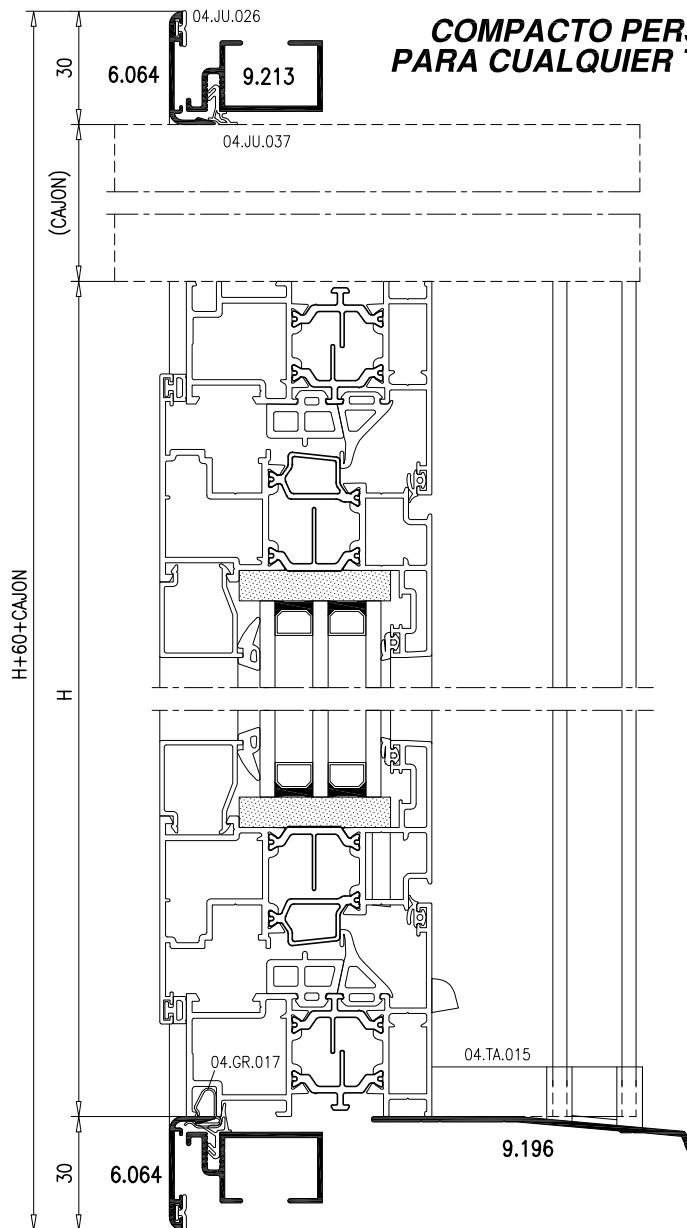 04.JU.026
COMPACTO
PARA CUALQUIER
30
6.064
9.213
04.JU.037
(CAJON)
H+60+CAJON
H
04.GR.017
04.TA.015
30
6.064
9.196